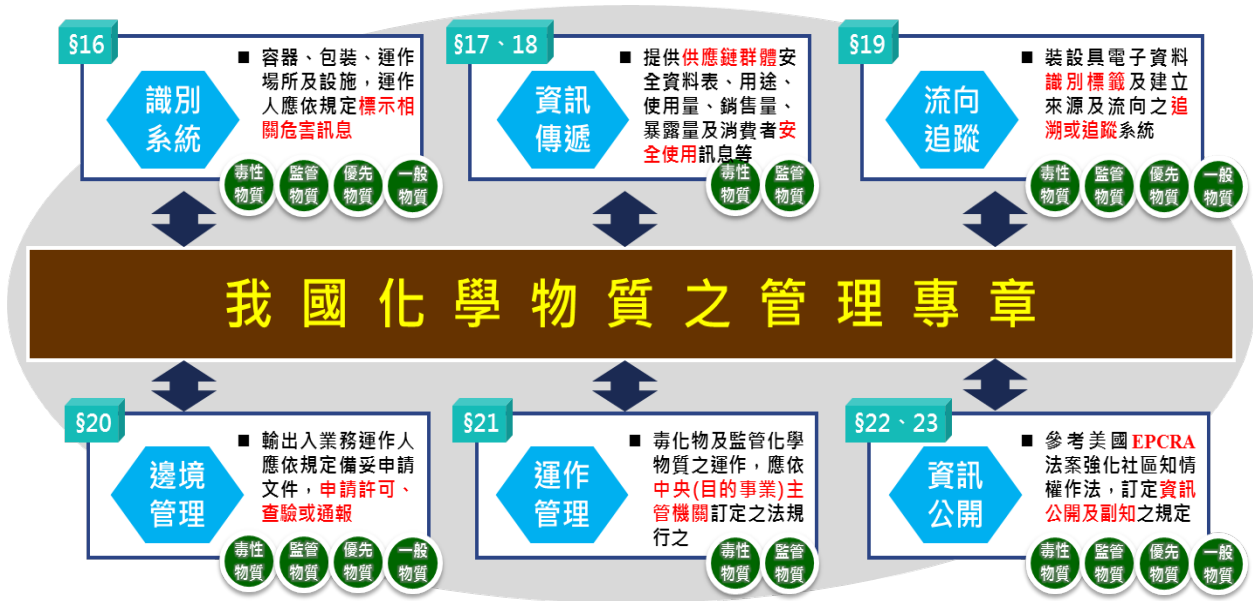 §16
識別
系統
■ 容器、包裝、運作
場所及設施，運作
人應依規定標示相
關危害訊息
毒性
物質
監管
物質
優先
物質
一般
物質
§17、18
資訊
傳遞
■ 提供供應鏈群體安
全資料表、用途、
使用量、銷售量、
暴露量及消費者安
全使用訊息等
毒性
物質
監管
物質
§19
流向
追蹤
■ 裝設具電子資料
識別標籤及建立
來源及流向之追
溯或追蹤系統
毒性
物質
監管
物質
優先
物質
一般
物質
我國化學物質之管理專章
§20
邊境
管理
■ 輸出入業務運作人
應依規定備妥申請
文件，申請許可、
查驗或通報
毒性
物質
監管
物質
優先
物質
一般
物質
§21
運作
管理
■ 毒化物及監管化學
物質之運作，應依
中央(目的事業)主
管機關訂定之法規
行之
毒性
物質
監管
物質
§22、23
資訊
公開
■ 參考美國EPCRA
法案強化社區知情
權作法，訂定資訊
公開及副知之規定
毒性
物質
監管
物質
優先
物質
一般
物質